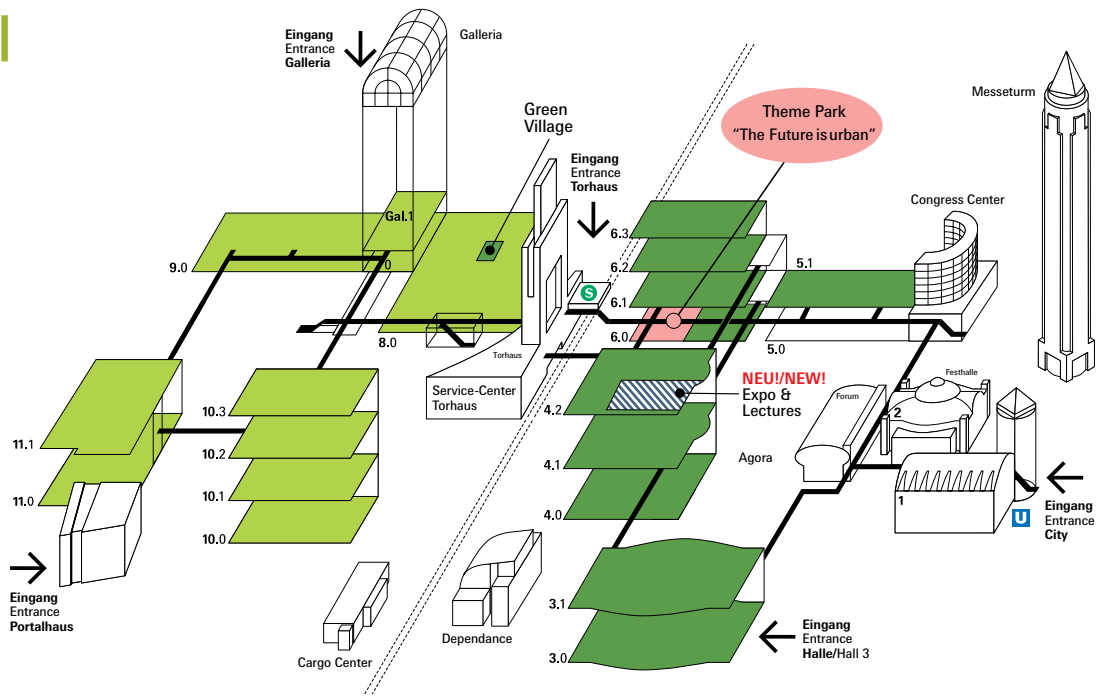 Eingang
Entrance
Galleria
Galleria
Messeturm
Theme Park
“The Future is urban”
Green
Village
Eingang
Entrance
Torhaus
Congress Center
Gal.1
9.0
0
8.0
S
6.3
6.2
6.1
6.0
5.1
5.0
Torhaus
Service-Center
Torhaus
NEU!/NEW!
Expo &
Lectures
4.2
4.1
4.0
Forum
Festhalle
2
Agora
1
U
Eingang
Entrance
City
11.1
11.0
10.3
10.2
10.1
10.0
Eingang
Entrance
Portalhaus
Cargo Center
Dependance
3.1
3.0
Eingang
Entrance
Halle/Hall 3